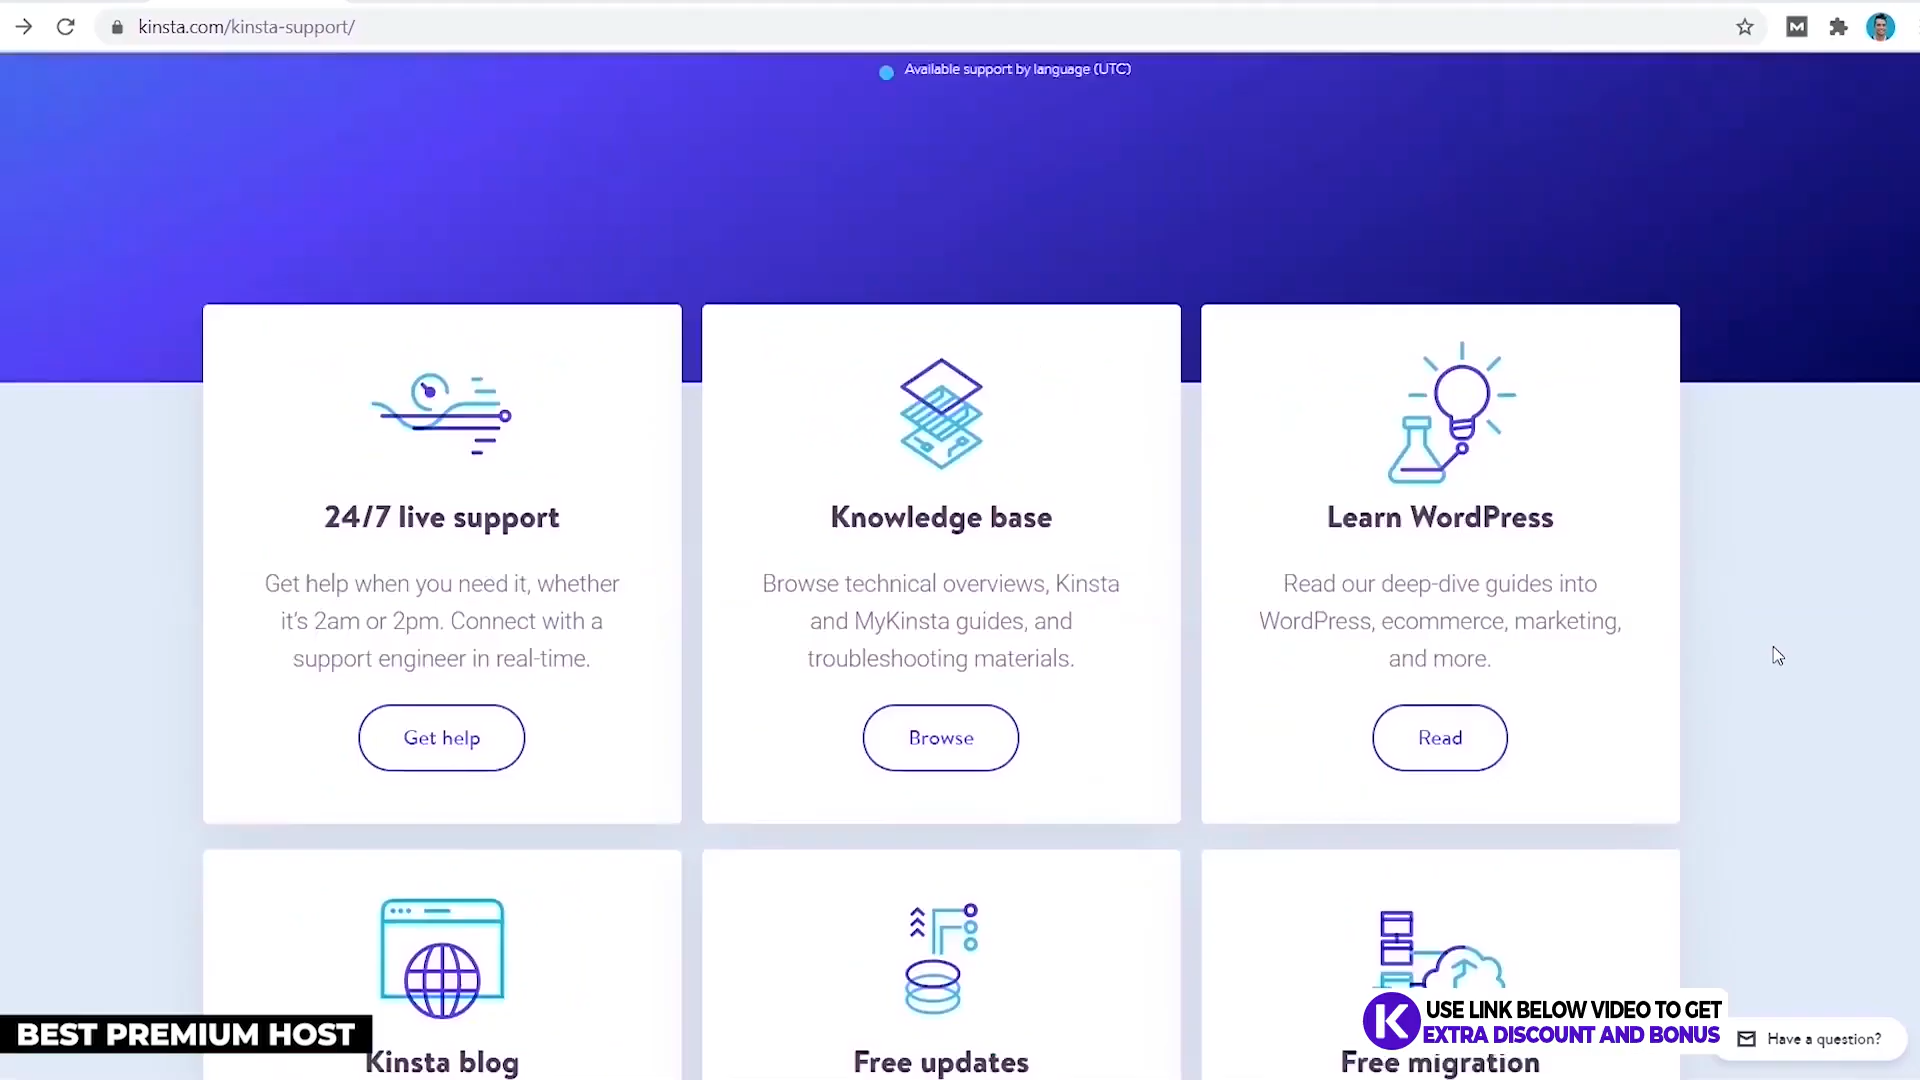 kinsta.com/kinsta-support/
Available support by language (UTC)
24/7 live support
Get help when you need it, whether
it's 2am or 2pm. Connect with a
support engineer in real-time.
Get help
Knowledge base
Browse technical overviews, Kinsta
and MyKinsta guides, and
troubleshooting materials.
Browse
Learn WordPress
Read our deep-dive guides into
WordPress, ecommerce, marketing,
and more.
Read
Kinsta blog
Free updates
Free migration
BEST PREMIUM HOST
K
USE LINK BELOW VIDEO TO GET
EXTRA DISCOUNT AND BONUS
Have a question?